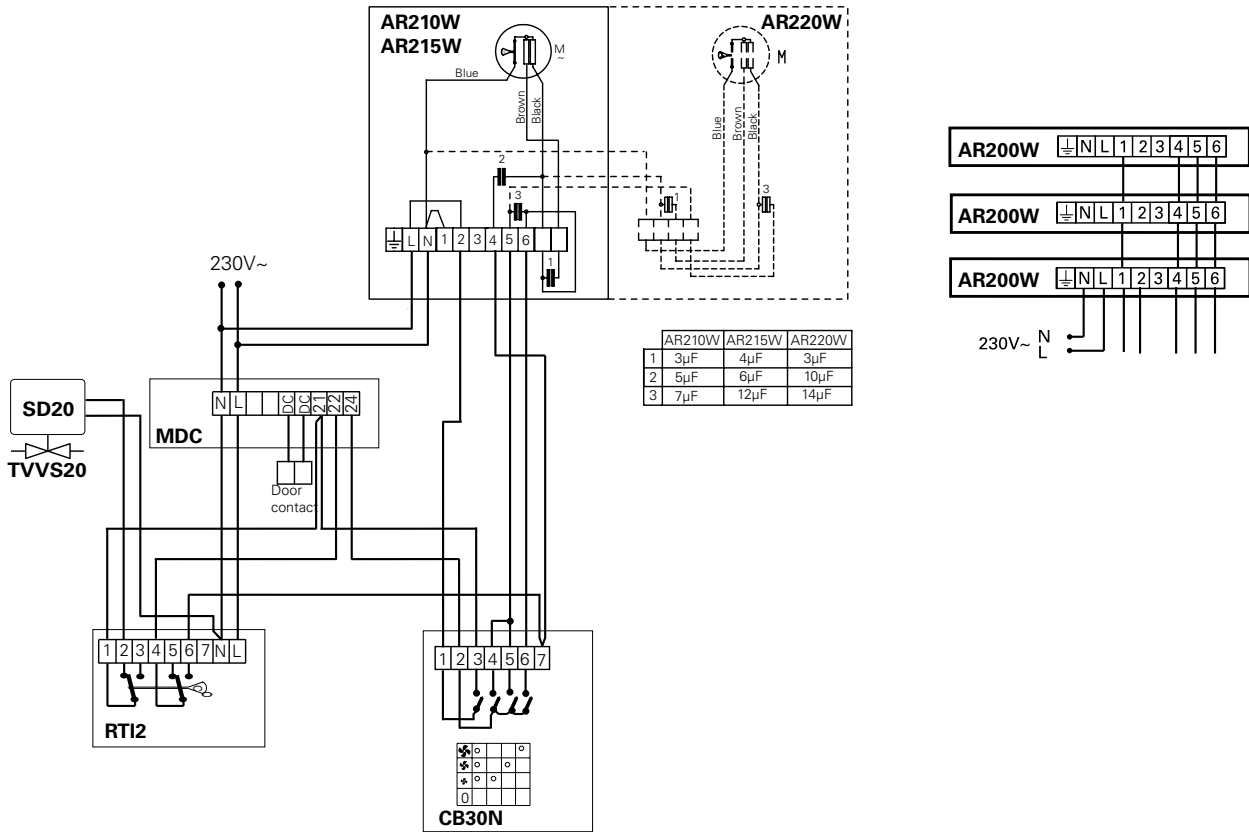 AR210W
AR215W
M
~
Blue
Brown
Black
AR220W
M
Blue
Brown
Black
2
3
1
3
L N 1 2 3 4 5 6
1
230V~
AR210W AR215W AR220W
1 3µF 4µF 3µF
2 5µF 6µF 10µF
3 7µF 12µF 14µF
AR200W N L 1 2 3 4 5 6
AR200W N L 1 2 3 4 5 6
AR200W N L 1 2 3 4 5 6
230V~ N
L
SD20
TVVS20
N L DC DC 21 22 24
MDC
Door
contact
1 2 3 4 5 6 7 N L
RTI2
1 2 3 4 5 6 7
0
CB30N